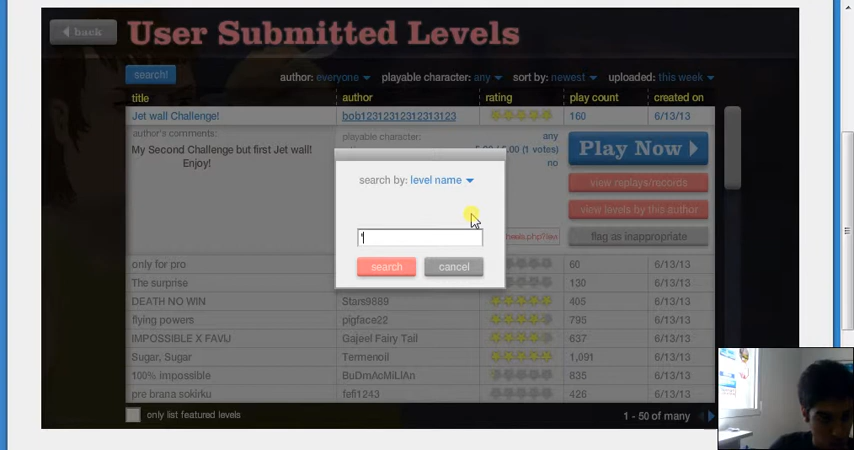 back
User Submitted Levels
search!
author: everyone playable character: any sort by: newest uploaded: this week
title author rating play count created on
Jet wall Challenge! bob12312312312313123 160 6/13/13
author's comments:
My Second Challenge but first Jet wall!
Enjoy!
playable character: any
.00 (1 votes)
no
Play Now
view replays/records
view levels by this author
flag as inappropriate
search by: level name
'
search cancel
only for pro 60 6/13/13
The surprise 130 6/13/13
DEATH NO WIN Stars9889 405 6/13/13
flying powers pigface22 795 6/13/13
IMPOSSIBLE X FAVIJ Gajeel Fairy Tail 637 6/13/13
Sugar, Sugar Termenoil 1,091 6/13/13
100% impossible BuDmAcMiLlAn 835 6/13/13
pre brana sokirku fefi1243 426 6/13/13
only list featured levels
1 - 50 of many